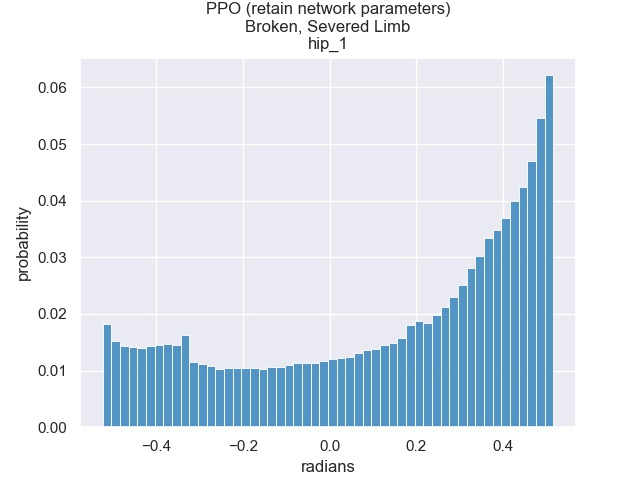 PPO (retain network parameters)
Broken, Severed Limb
hip_1
0.06
0.05
0.04
0.03
0.02
0.01
0.00
probability
−0.4 −0.2 0.0 0.2 0.4
radians